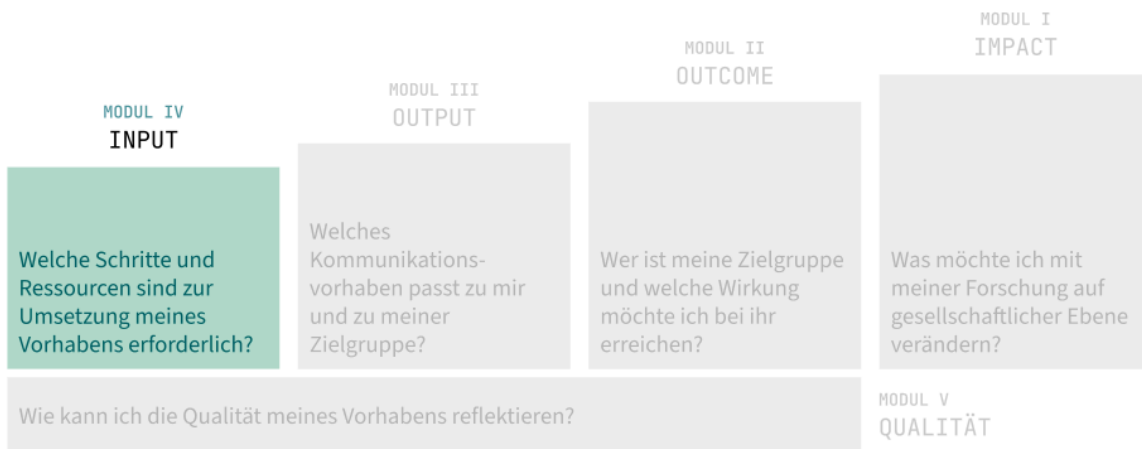 MODUL IV
INPUT
Welche Schritte und
Ressourcen sind zur
Umsetzung meines
Vorhabens erforderlich?
MODUL III
OUTPUT
Welches
Kommunikations-
vorhaben passt zu mir
und zu meiner
Zielgruppe?
MODUL II
OUTCOME
Wer ist meine Zielgruppe
und welche Wirkung
möchte ich bei ihr
erreichen?
MODUL I
IMPACT
Was möchte ich mit
meiner Forschung auf
gesellschaftlicher Ebene
verändern?
Wie kann ich die Qualität meines Vorhabens reflektieren?
MODUL V
QUALITÄT